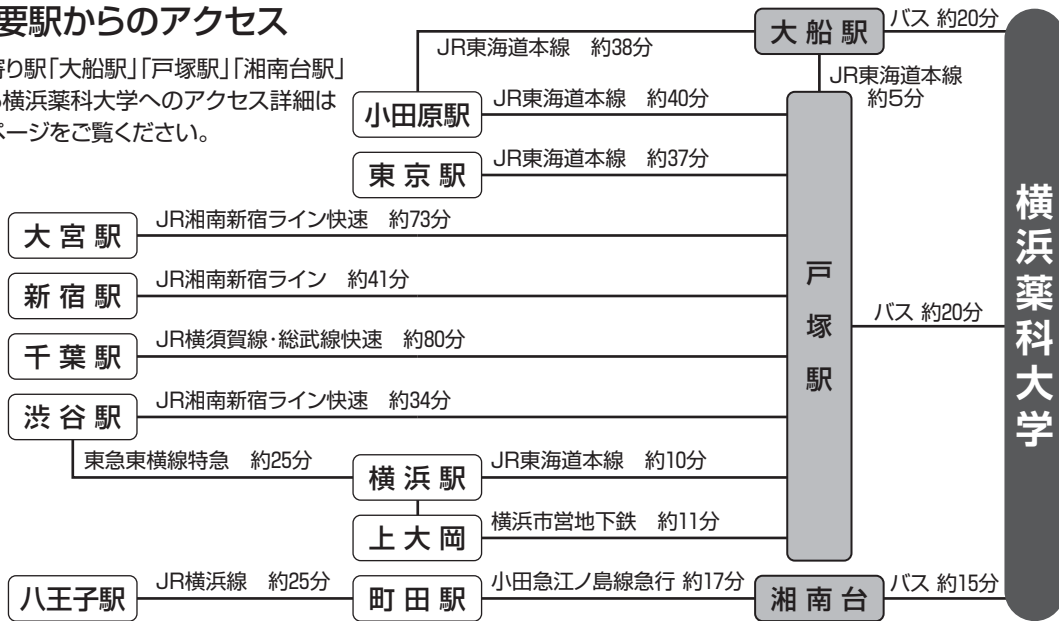 要駅からのアクセス
寄り駅「大船駅」「戸塚駅」「湘南台駅」
横浜薬科大学へのアクセス詳細は
ページをご覧ください。
大船駅
バス 約20分
JR東海道本線　約38分
JR東海道本線
約5分
小田原駅
JR東海道本線　約40分
東京駅
JR東海道本線　約37分
大宮駅
JR湘南新宿ライン快速　約73分
新宿駅
JR湘南新宿ライン　約41分
千葉駅
JR横須賀線・総武線快速　約80分
渋谷駅
JR湘南新宿ライン快速　約34分
東急東横線特急　約25分
横浜駅
JR東海道本線　約10分
上大岡
横浜市営地下鉄　約11分
戸塚駅
バス 約20分
八王子駅
JR横浜線　約25分
町田駅
小田急江ノ島線急行 約17分
湘南台
バス 約15分
横浜薬科大学